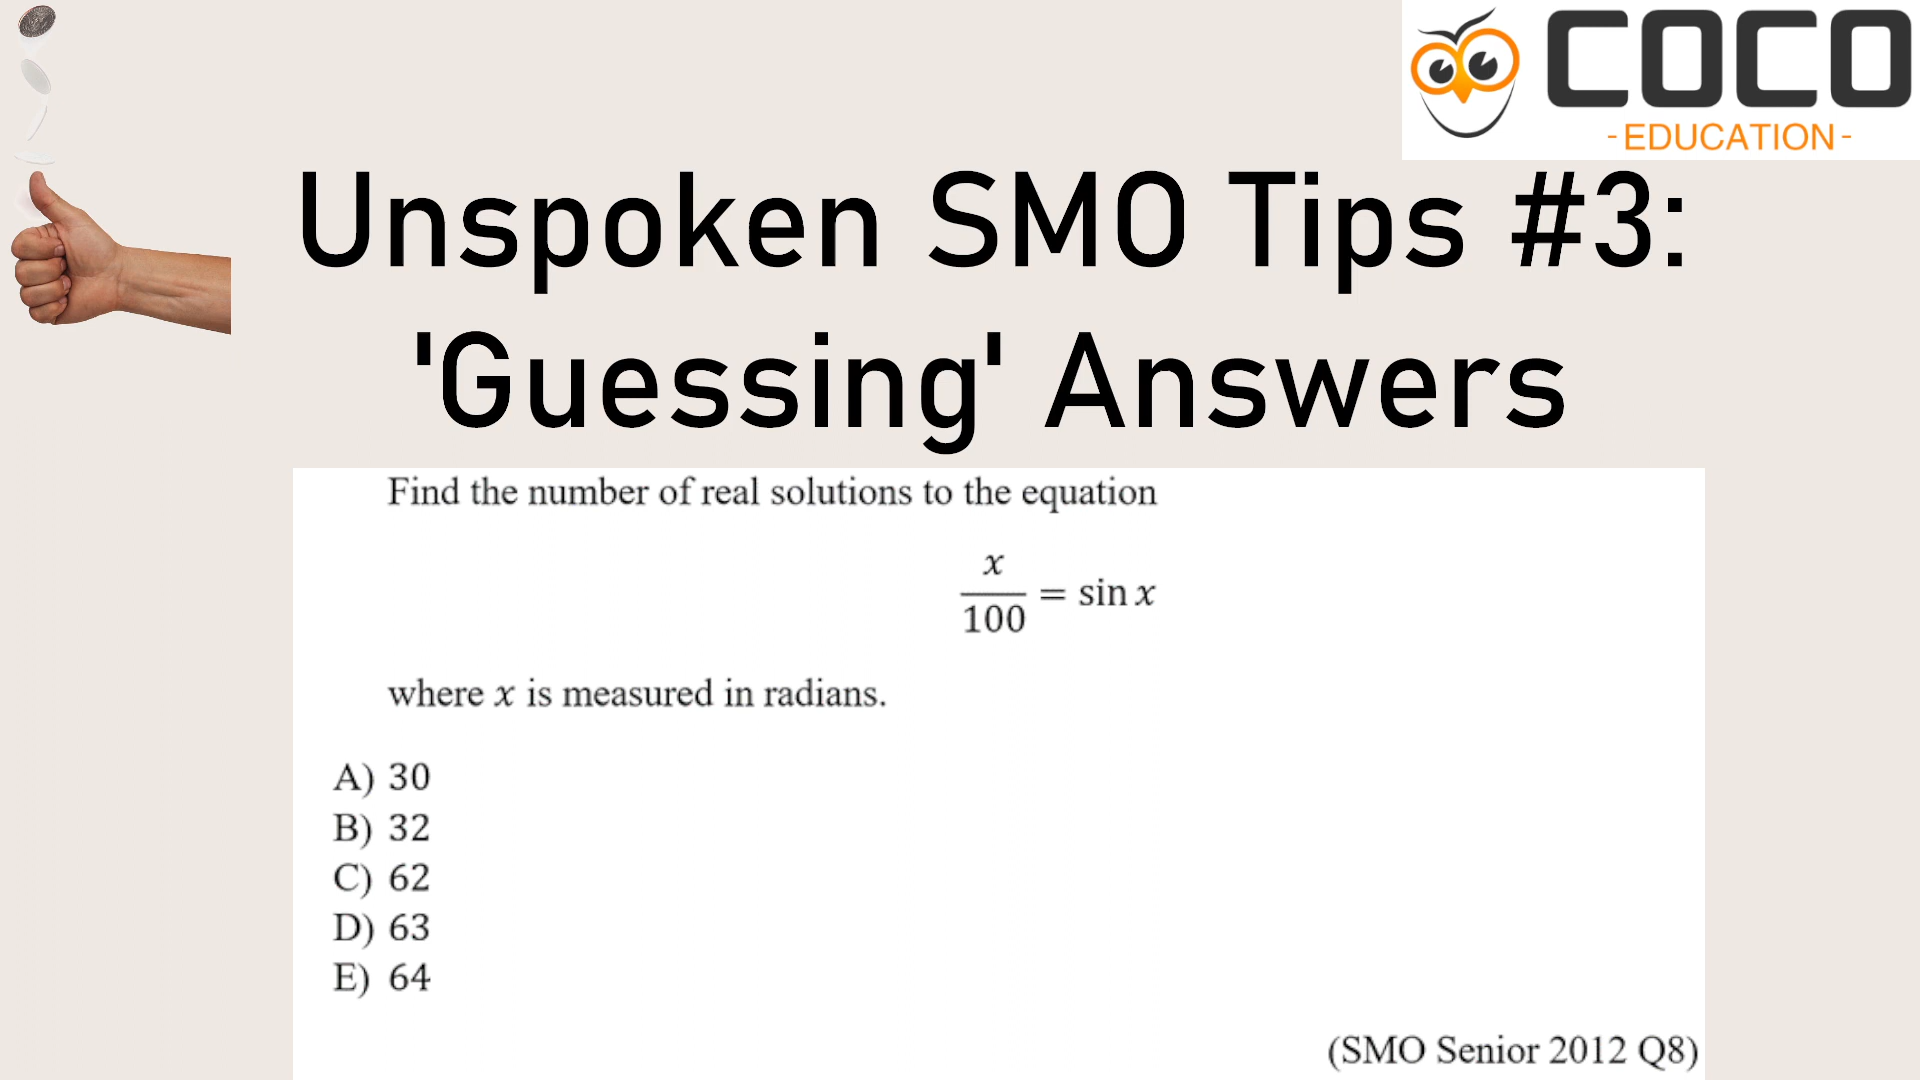 COCO
- EDUCATION -
Unspoken SMO Tips #3:
'Guessing' Answers
Find the number of real solutions to the equation
x/100 = sin x
where x is measured in radians.
A) 30
B) 32
C) 62
D) 63
E) 64
(SMO Senior 2012 Q8)